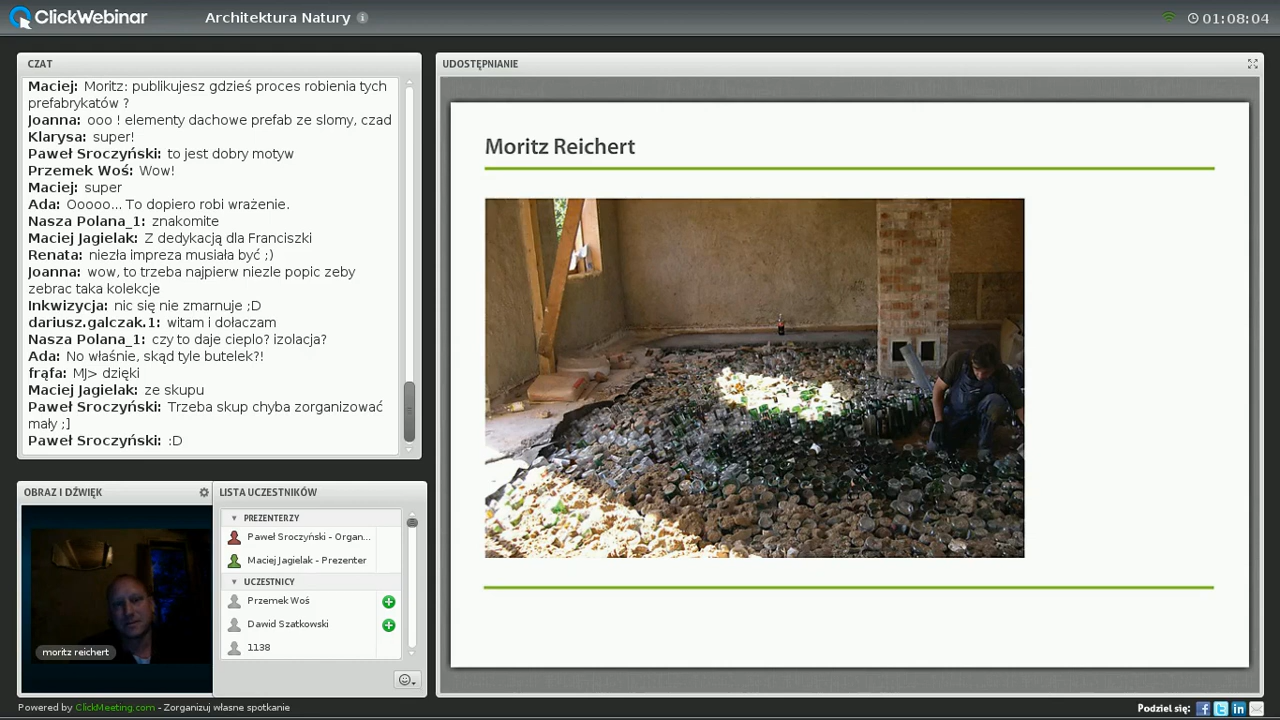 ClickWebinar
Architektura Natury
01:08:04
CZAT
Maciej: Moritz: publikujesz gdzieś proces robienia tych
prefabrykatów ?
Joanna: ooo ! elementy dachowe prefab ze slomy, czad
Klarysa: super!
Paweł Sroczyński: to jest dobry motyw
Przemek Woś: Wow!
Maciej: super
Ada: Ooooo... To dopiero robi wrażenie.
Nasza Polana_1: znakomite
Maciej Jagielak: Z dedykacją dla Franciszki
Renata: niezła impreza musiała być ;)
Joanna: wow, to trzeba najpierw niezle popic zeby
zebrac taka kolekcje
Inkwizycja: nic się nie zmarnuje ;D
dariusz.galczak.1: witam i dołaczam
Nasza Polana_1: czy to daje cieplo? izolacja?
Ada: No właśnie, skąd tyle butelek?!
frąfa: MJ> dzięki
Maciej Jagielak: ze skupu
Paweł Sroczyński: Trzeba skup chyba zorganizować
mały ;]
Paweł Sroczyński: :D
OBRAZ I DŹWIĘK
moritz reichert
LISTA UCZESTNIKÓW
PREZENTERZY
Paweł Sroczyński - Organ...
Maciej Jagielak - Prezenter
UCZESTNICY
Przemek Woś
Dawid Szatkowski
1138
UDOSTĘPNIANIE
Moritz Reichert
Powered by ClickMeeting.com - Zorganizuj własne spotkanie
Podziel się: